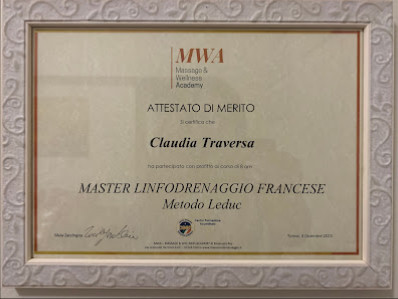 MWA
Massage &
Wellness
Academy
ATTESTATO DI MERITO
Si certifica che
Claudia Traversa
ha partecipato con profitto al corso di
MASTER LINFODRENAGGIO FRANCESE
Metodo Leduc